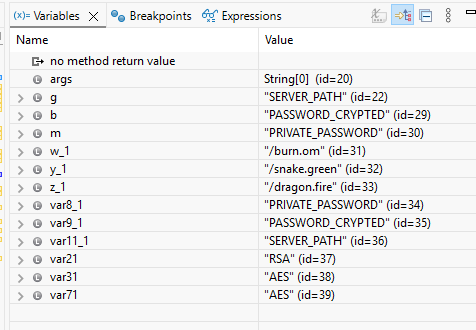 (x)= Variables Breakpoints Expressions
Name Value
no method return value
args String[0] (id=20)
g "SERVER_PATH" (id=22)
b "PASSWORD_CRYPTED" (id=29)
m "PRIVATE_PASSWORD" (id=30)
w_1 "/burn.om" (id=31)
y_1 "/snake.green" (id=32)
z_1 "/dragon.fire" (id=33)
var8_1 "PRIVATE_PASSWORD" (id=34)
var9_1 "PASSWORD_CRYPTED" (id=35)
var11_1 "SERVER_PATH" (id=36)
var21 "RSA" (id=37)
var31 "AES" (id=38)
var71 "AES" (id=39)